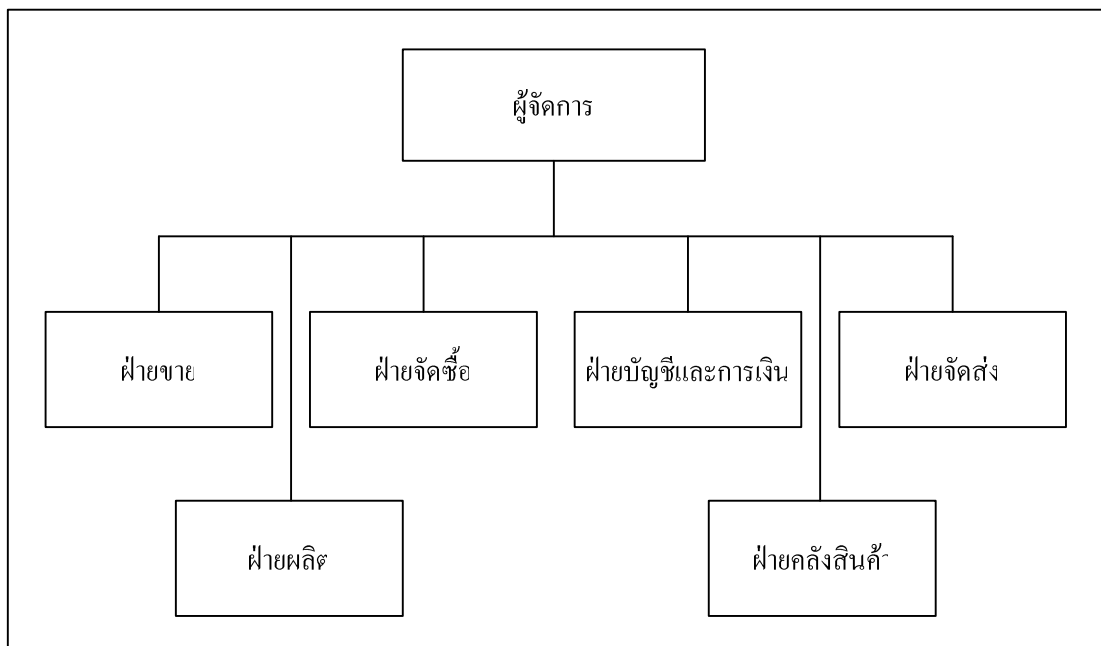 ผู้จัดการ
ฝ่ายขาย
ฝ่ายจัดซื้อ
ฝ่ายบัญชีและการเงิน
ฝ่ายจัดส่ง
ฝ่ายผลิต
ฝ่ายคลังสินค้า